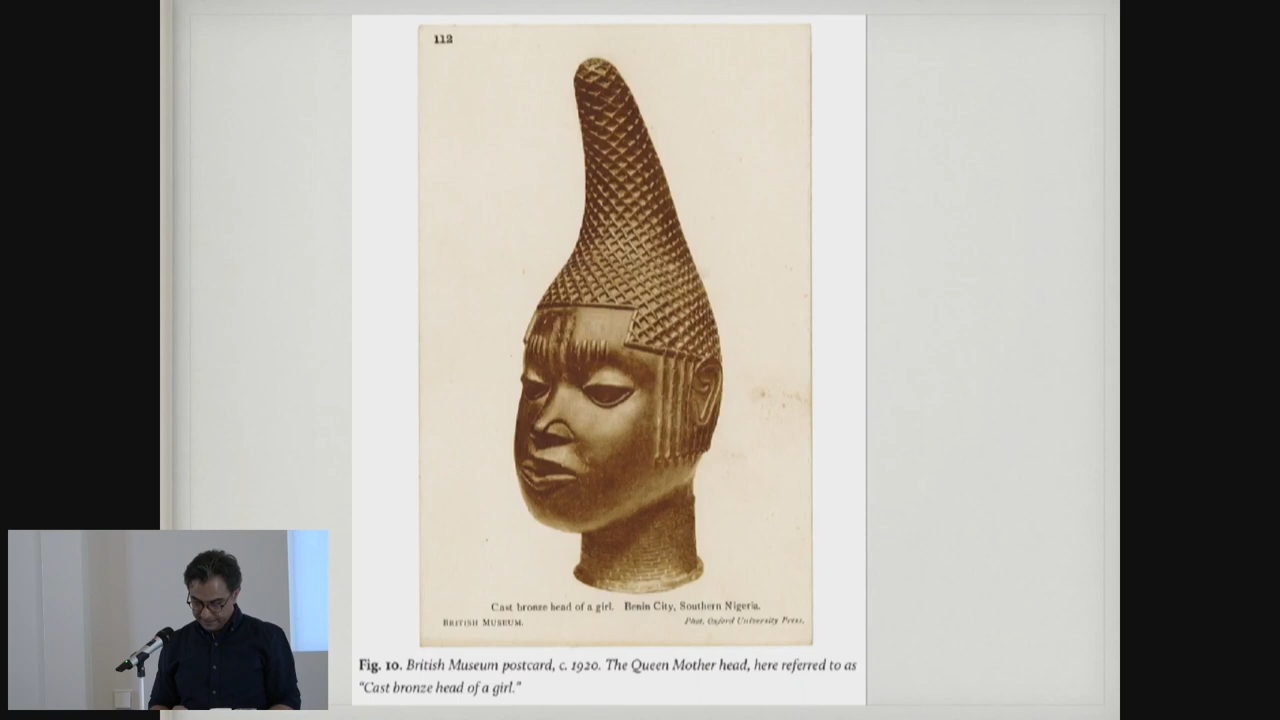 112
Cast bronze head of a girl. Benin City, Southern Nigeria.
BRITISH MUSEUM. Phot. Oxford University Press.
Fig. 10. British Museum postcard, c. 1920. The Queen Mother head, here referred to as
"Cast bronze head of a girl."